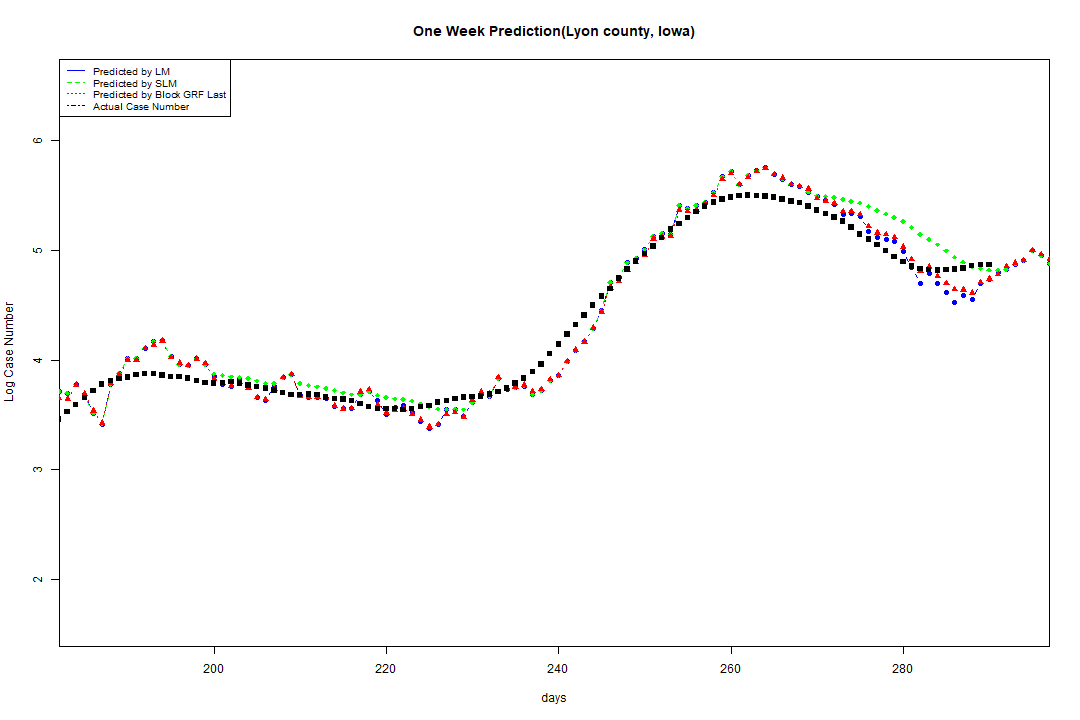 One Week Prediction(Lyon county, Iowa)
Predicted by LM
Predicted by SLM
Predicted by Block GRF Last
Actual Case Number
6
5
4
3
2
Log Case Number
200
220
240
260
280
days